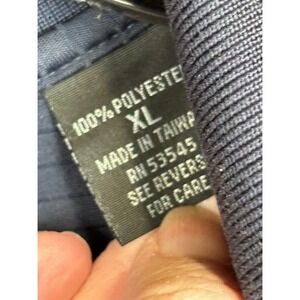 100% POLYESTER
XL
MADE IN TAIWAN
RN 53545
SEE REVERSE
FOR CARE